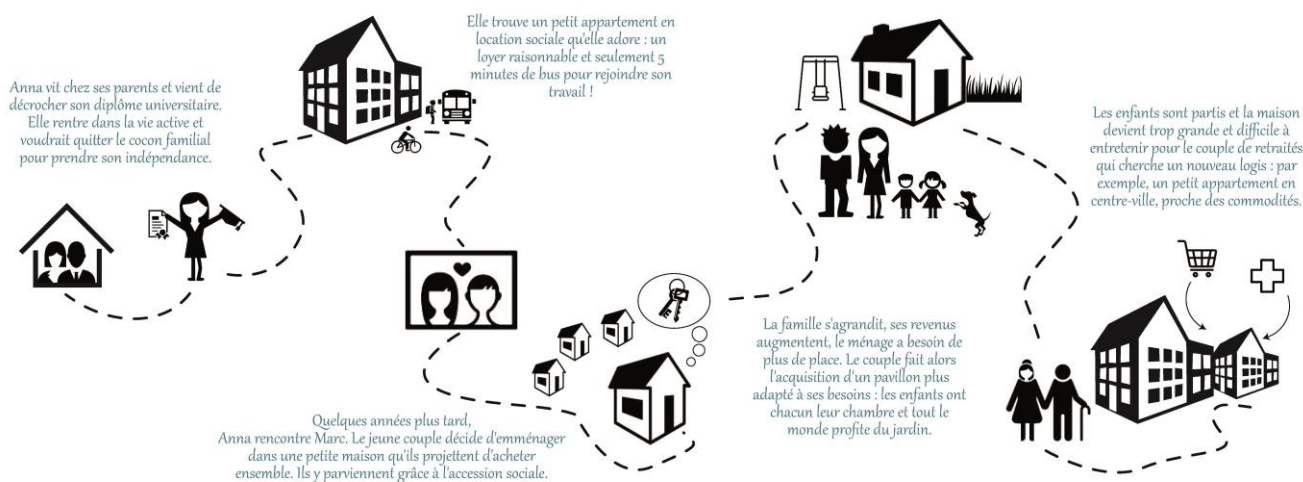 Anna vit chez ses parents et vient de
décrocher son diplôme universitaire.
Elle rentre dans la vie active et
voudrait quitter le cocon familial
pour prendre son indépendance.
Elle trouve un petit appartement en
location sociale qu'elle adore : un
loyer raisonnable et seulement 5
minutes de bus pour rejoindre son
travail !
Quelques années plus tard,
Anna rencontre Marc. Le jeune couple décide d'emménager
dans une petite maison qu'ils projettent d'acheter
ensemble. Ils y parviennent grâce à l'accession sociale.
La famille s'agrandit, ses revenus
augmentent, le ménage a besoin de
plus de place. Le couple fait alors
l'acquisition d'un pavillon plus
adapté à ses besoins : les enfants ont
chacun leur chambre et tout le
monde profite du jardin.
Les enfants sont partis et la maison
devient trop grande et difficile à
entretenir pour le couple de retraités
qui cherche un nouveau logis : par
exemple, un petit appartement en
centre-ville, proche des commodités.